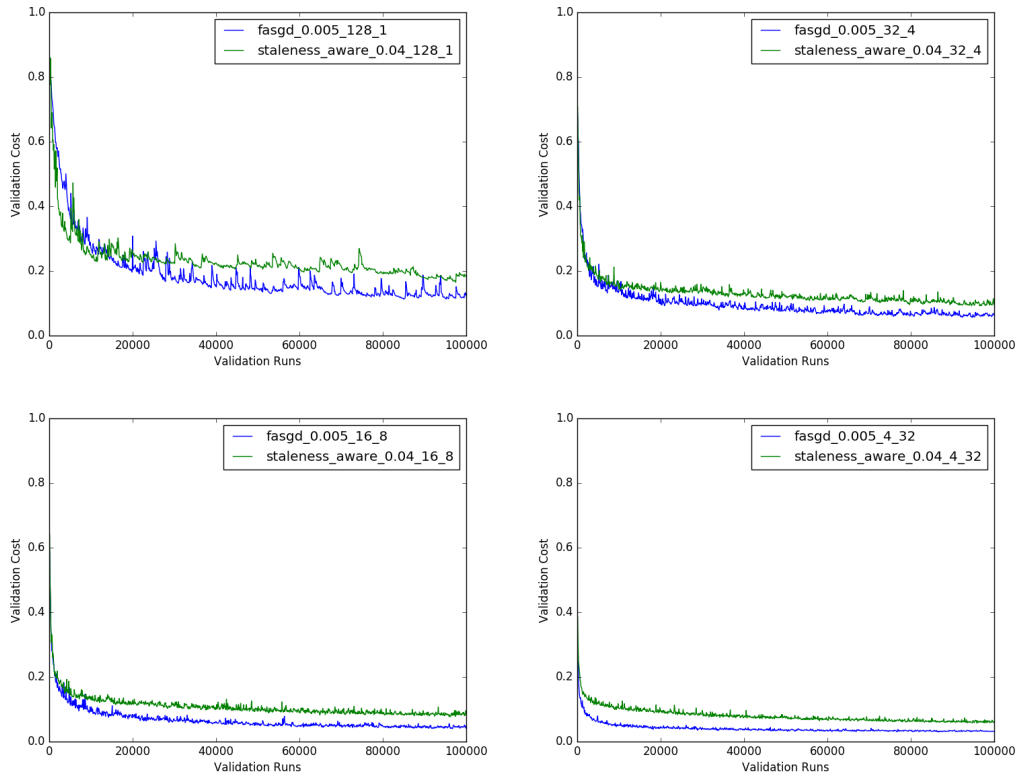 1.0
0.8
0.6
0.4
0.2
0.0
Validation Cost
fasgd_0.005_128_1
staleness_aware_0.04_128_1
0 20000 40000 60000 80000 100000
Validation Runs
1.0
0.8
0.6
0.4
0.2
0.0
Validation Cost
fasgd_0.005_32_4
staleness_aware_0.04_32_4
0 20000 40000 60000 80000 100000
Validation Runs
1.0
0.8
0.6
0.4
0.2
0.0
Validation Cost
fasgd_0.005_16_8
staleness_aware_0.04_16_8
0 20000 40000 60000 80000 100000
Validation Runs
1.0
0.8
0.6
0.4
0.2
0.0
Validation Cost
fasgd_0.005_4_32
staleness_aware_0.04_4_32
0 20000 40000 60000 80000 100000
Validation Runs